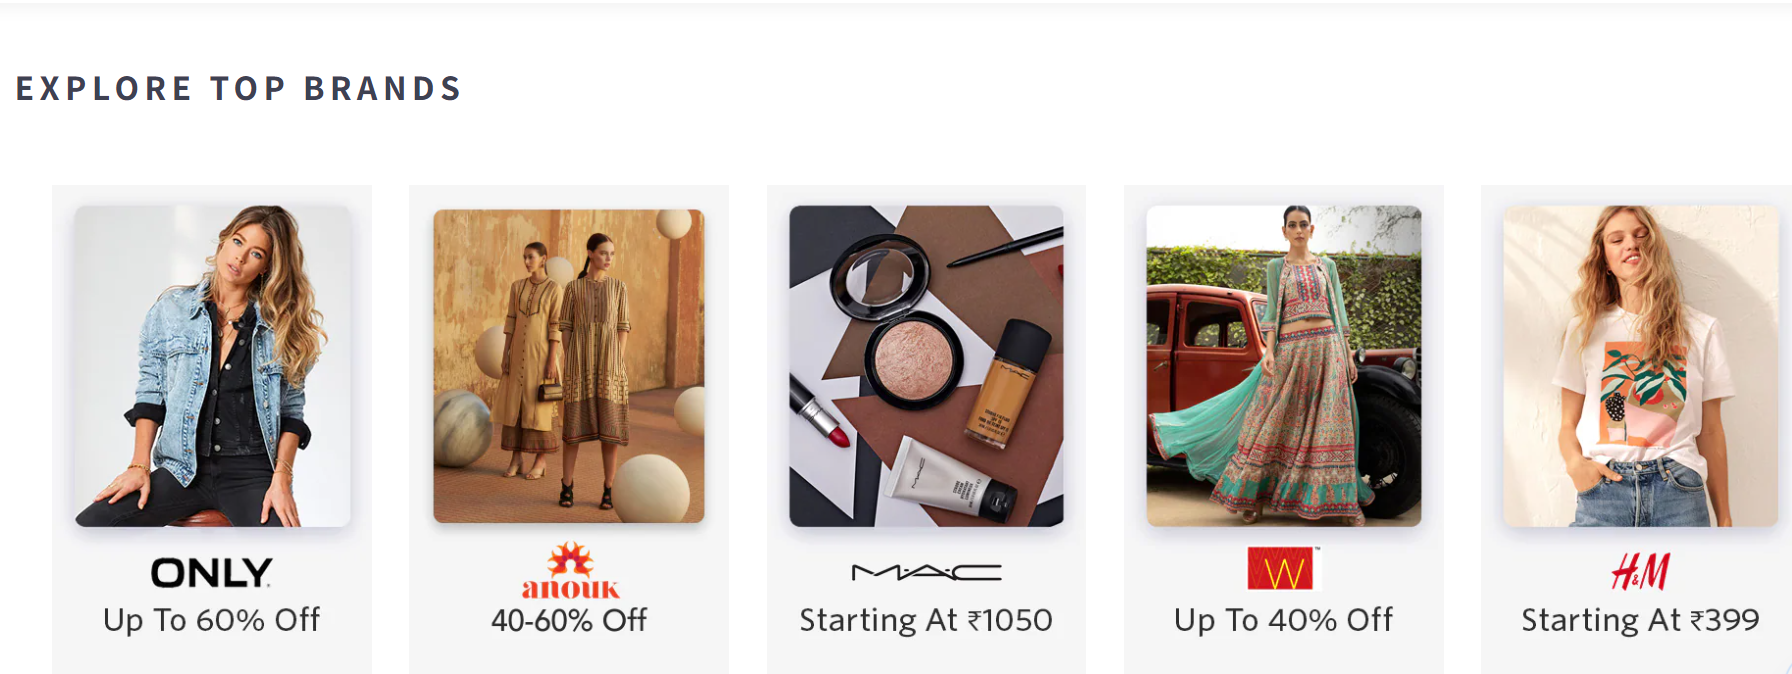 EXPLORE TOP BRANDS
ONLY
Up To 60% Off
anouk
40-60% Off
MAC
Starting At ₹1050
W™
Up To 40% Off
H&M
Starting At ₹399